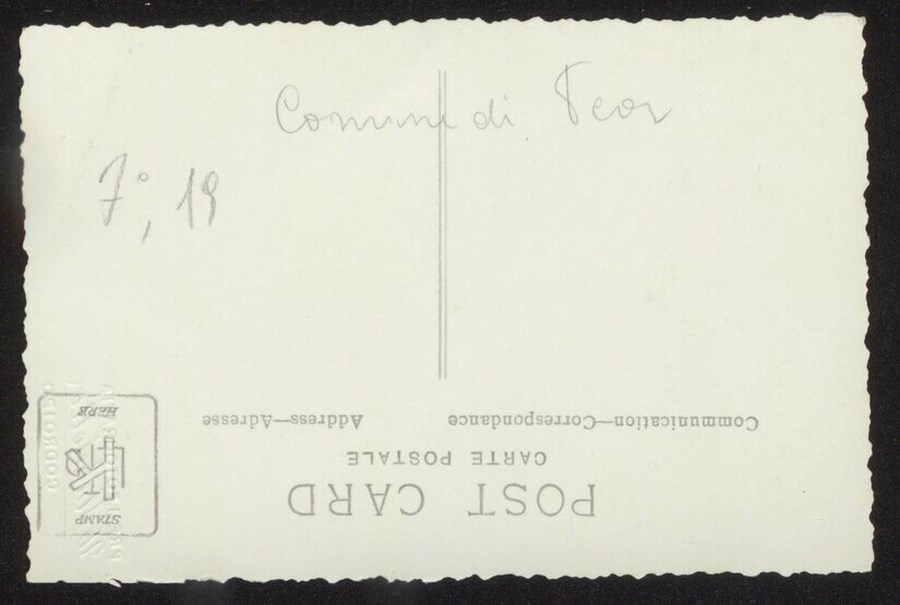 Comune di Teor
7°, 19
POST CARD
CARTE POSTALE
Communication—Correspondance
Address—Adresse
STAMP
HERE